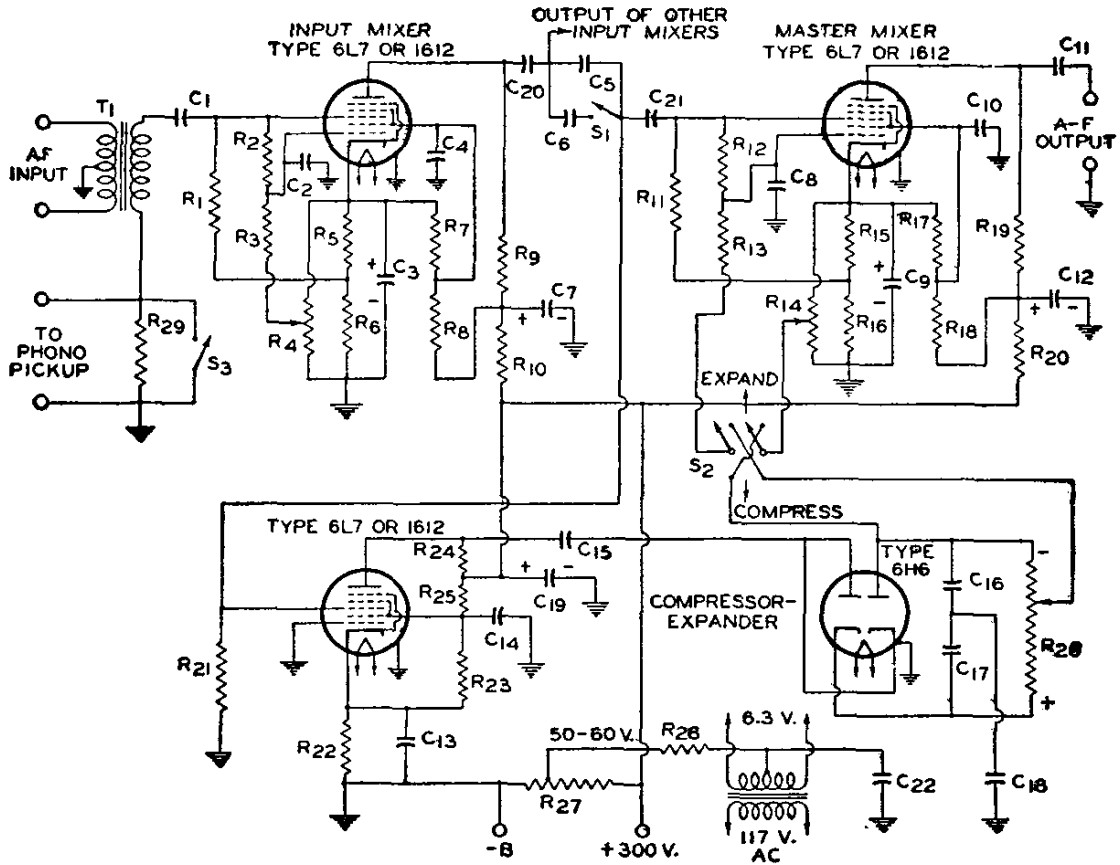 INPUT MIXER
TYPE 6L7 OR 1612
OUTPUT OF OTHER
INPUT MIXERS
MASTER MIXER
TYPE 6L7 OR 1612
C11
T1
C1
C20
C5
C21
C10
R2
C4
C6
S1
R12
A-F
OUTPUT
A.F
INPUT
C2
C8
R1
R11
R3
R5
R7
R13
R15
R17
R19
C3
+
-
R9
C9
+
-
C7
+ -
C12
+ -
R29
S3
R4
R6
R8
R14
R16
R18
R10
R20
TO
PHONO
PICKUP
EXPAND
S2
COMPRESS
TYPE 6L7 OR 1612
R24
C15
TYPE
6H6
-
+ -
C19
C16
R25
COMPRESSOR-
EXPANDER
C14
R28
R21
R23
C17
+
50-60 V.
R26
6.3 V.
R22
C13
C22
C18
R27
-B
+300 V.
117 V.
AC